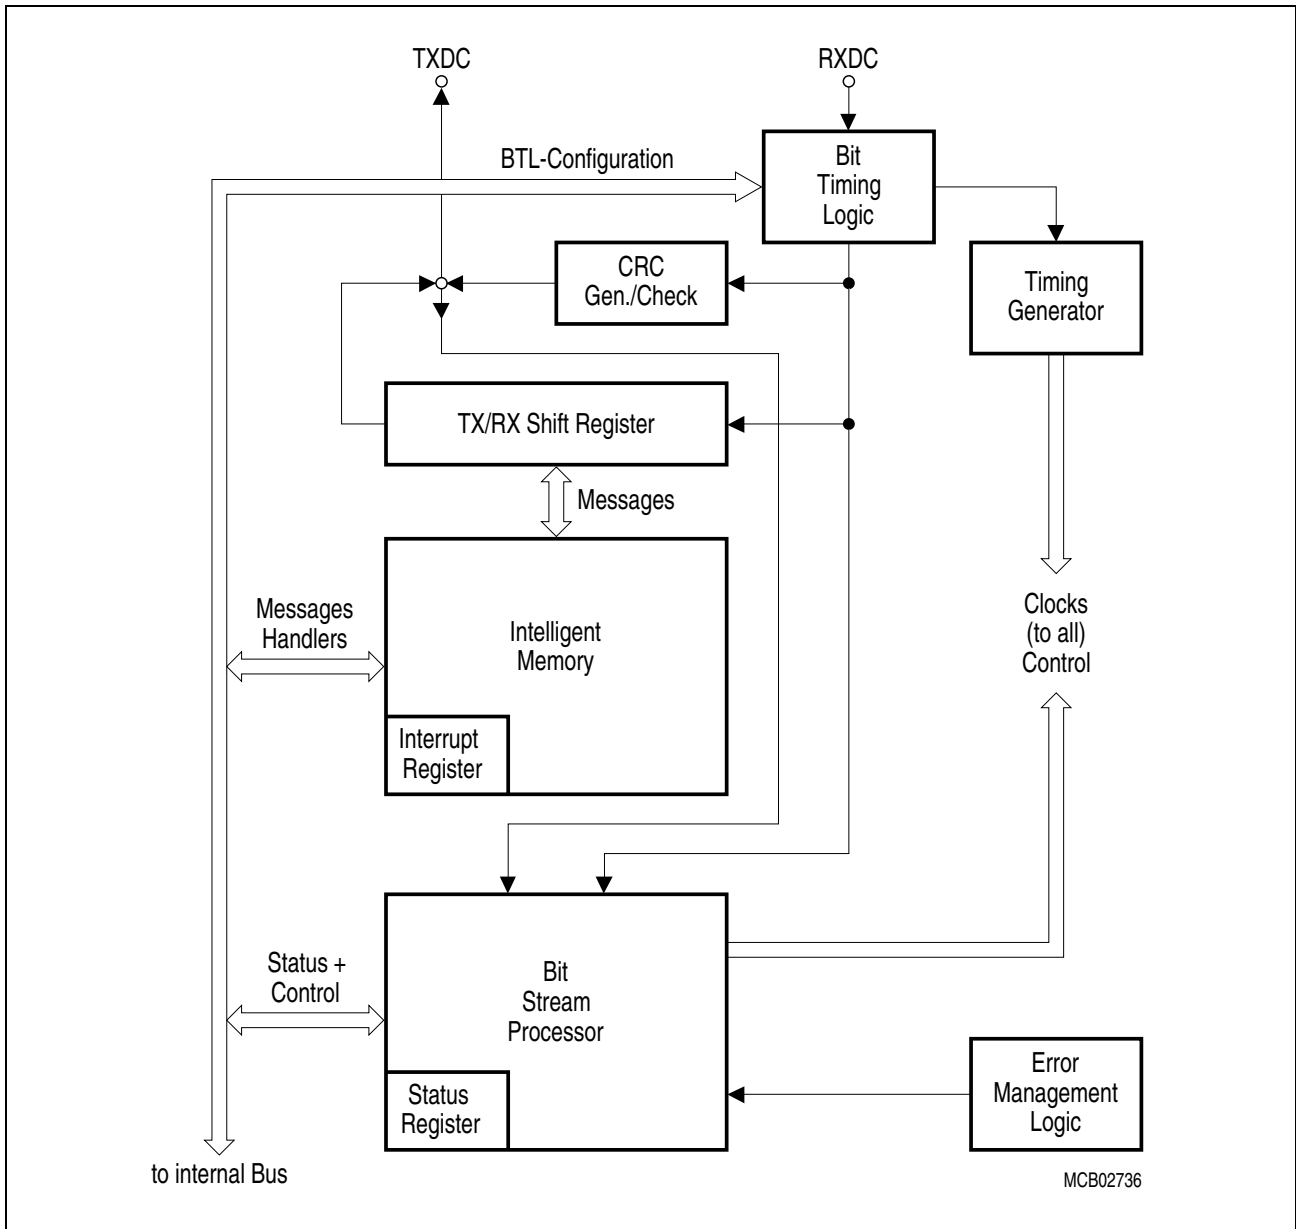 TXDC
RXDC
BTL-Configuration
Bit
Timing
Logic
CRC
Gen./Check
Timing
Generator
TX/RX Shift Register
Messages
Messages
Handlers
Intelligent
Memory
Clocks
(to all)
Control
Interrupt
Register
Status +
Control
Bit
Stream
Processor
Status
Register
Error
Management
Logic
to internal Bus
MCB02736